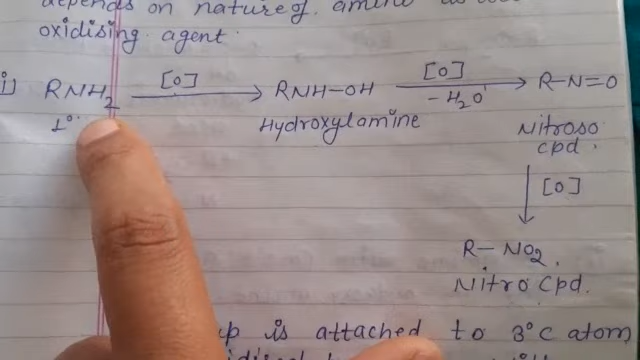 depends on nature of amine as
oxidising agent.
i) RNH2 [O] RNH-OH [O] -H2O R-N=O
1° Hydroxylamine Nitroso
cpd.
[O]
R-NO2.
Nitro Cpd.
is attached to 3°C atom